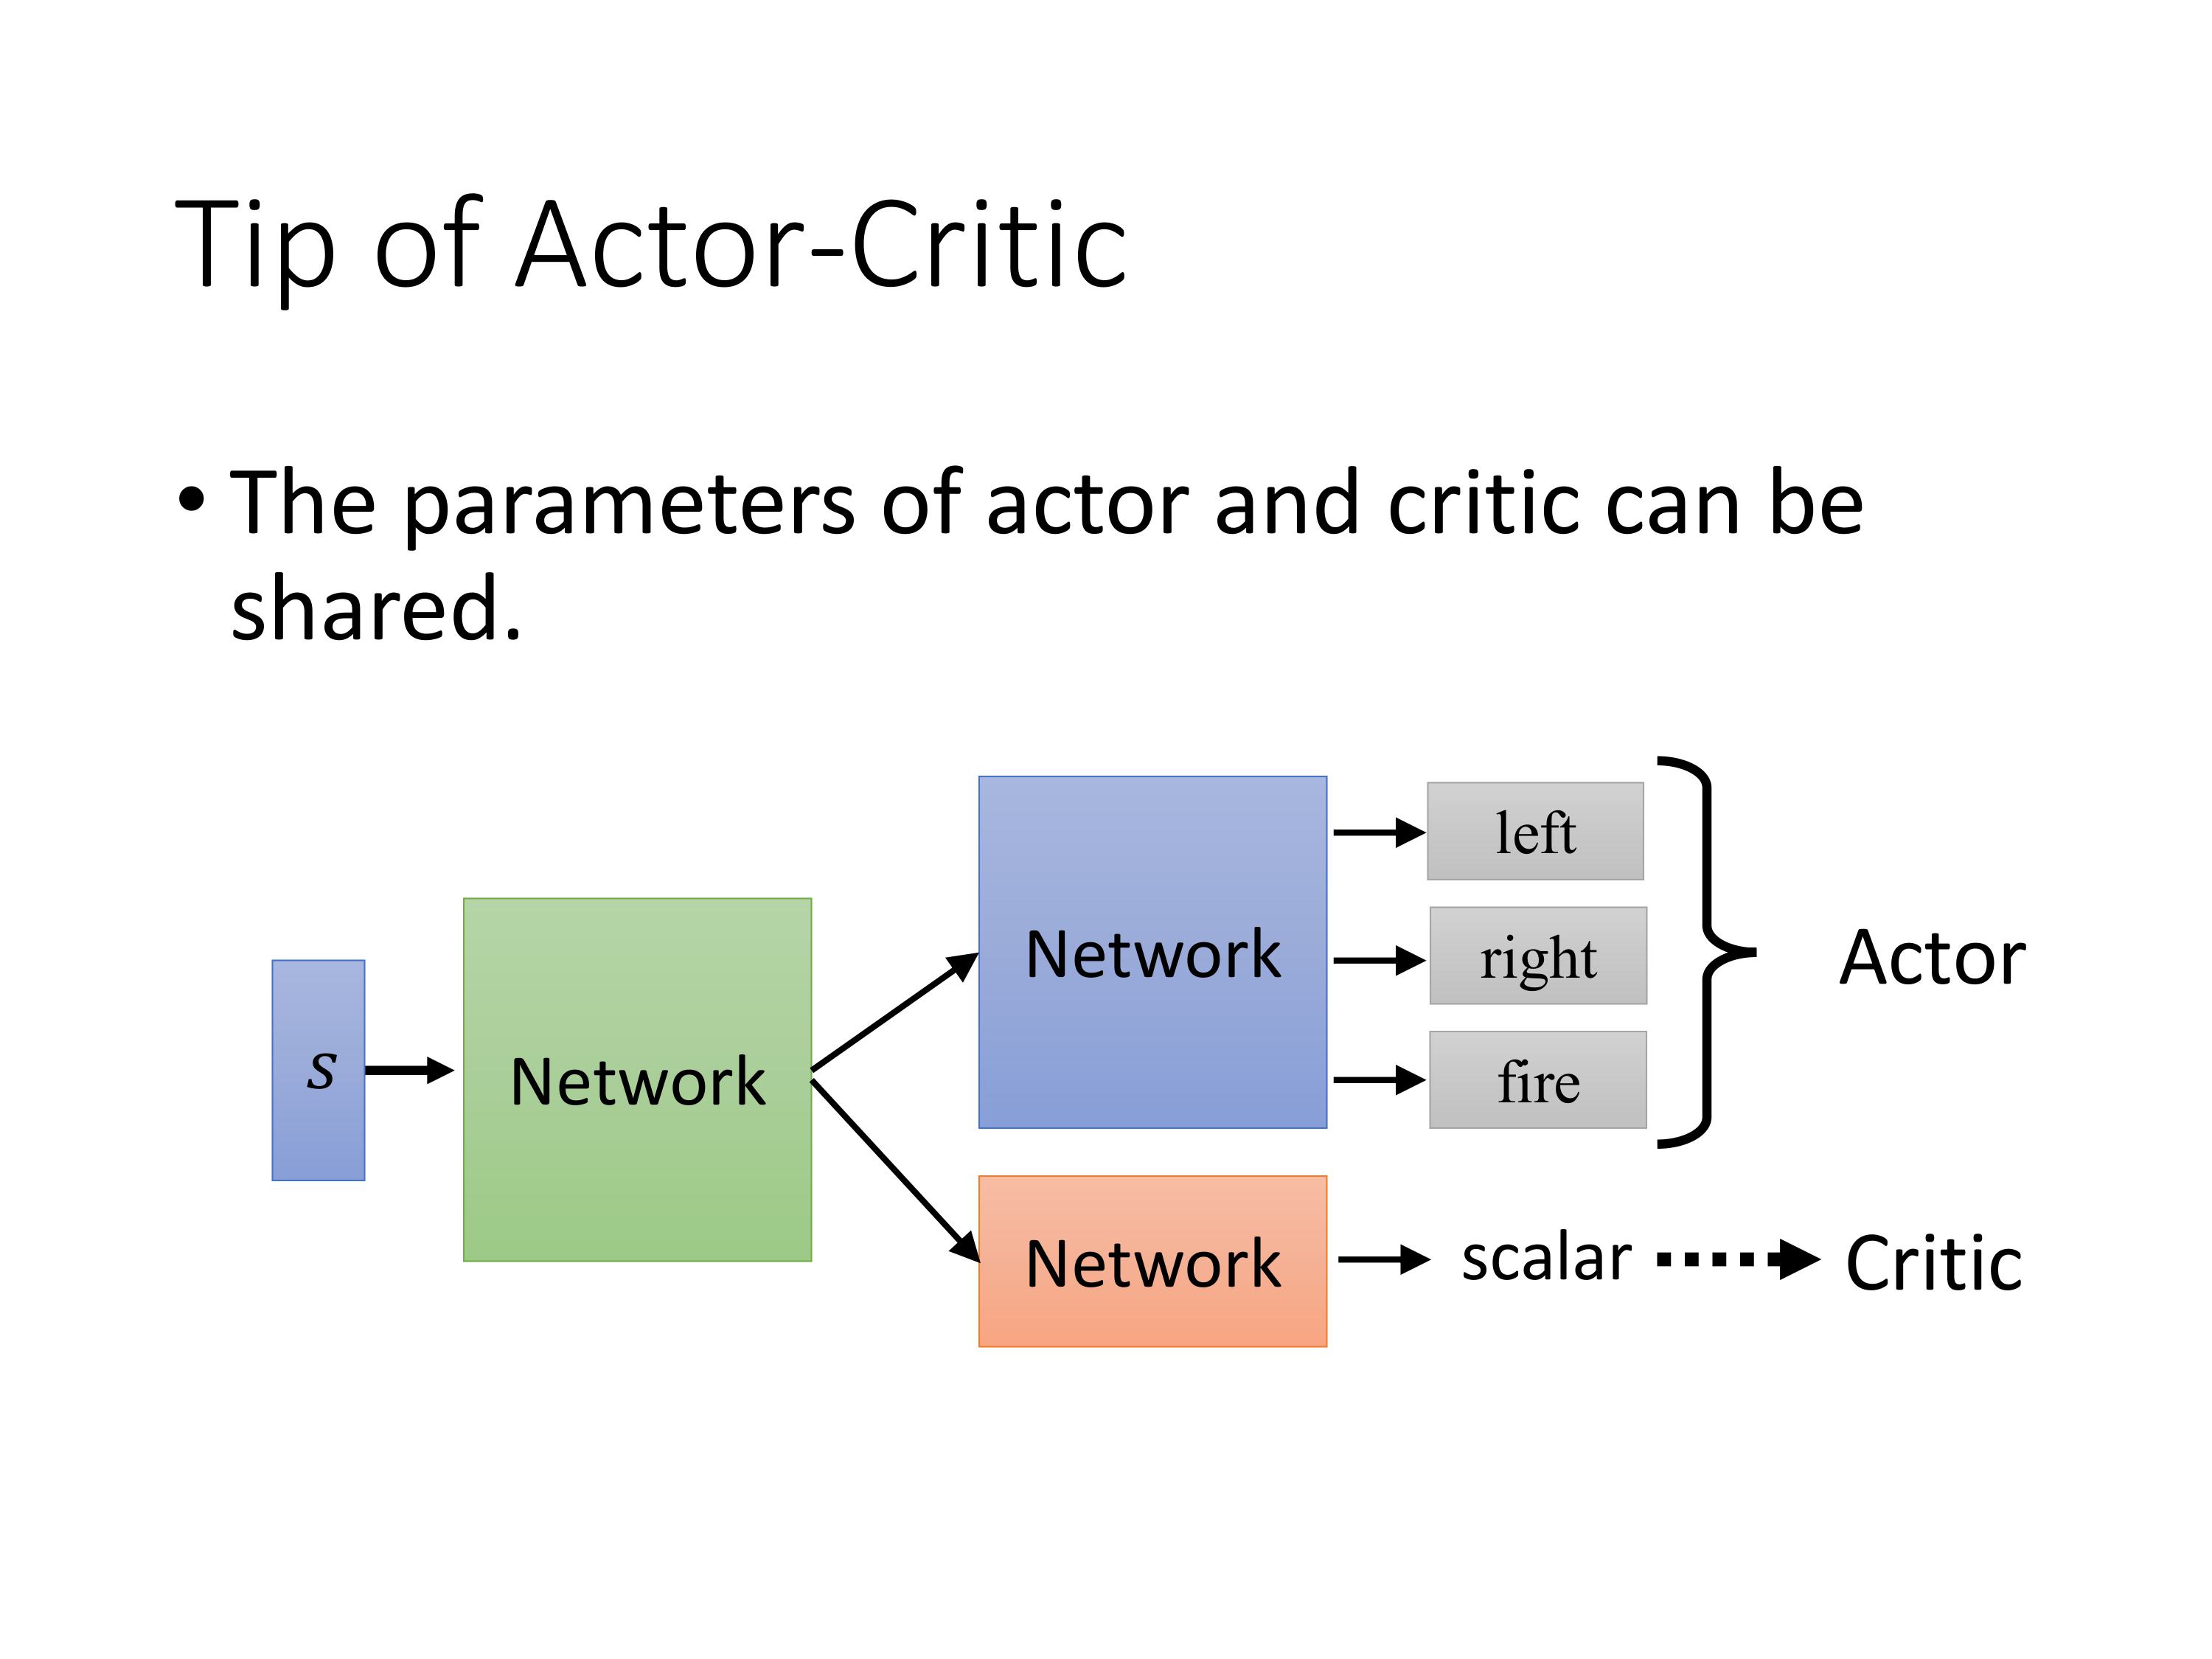 Tip of Actor-Critic
• The parameters of actor and critic can be
shared.
s
Network
Network
left
right
fire
Actor
Network
scalar
Critic